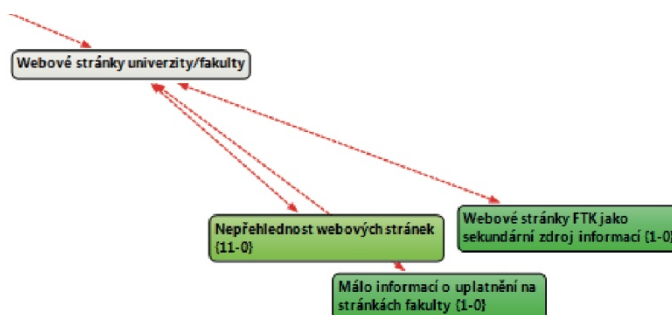 Webové stránky univerzity/fakulty
Nepřehlednost webových stránek
{11-0}
Webové stránky FTK jako
sekundární zdroj informací {1-0}
Málo informací o uplatnění na
stránkách fakulty {1-0}